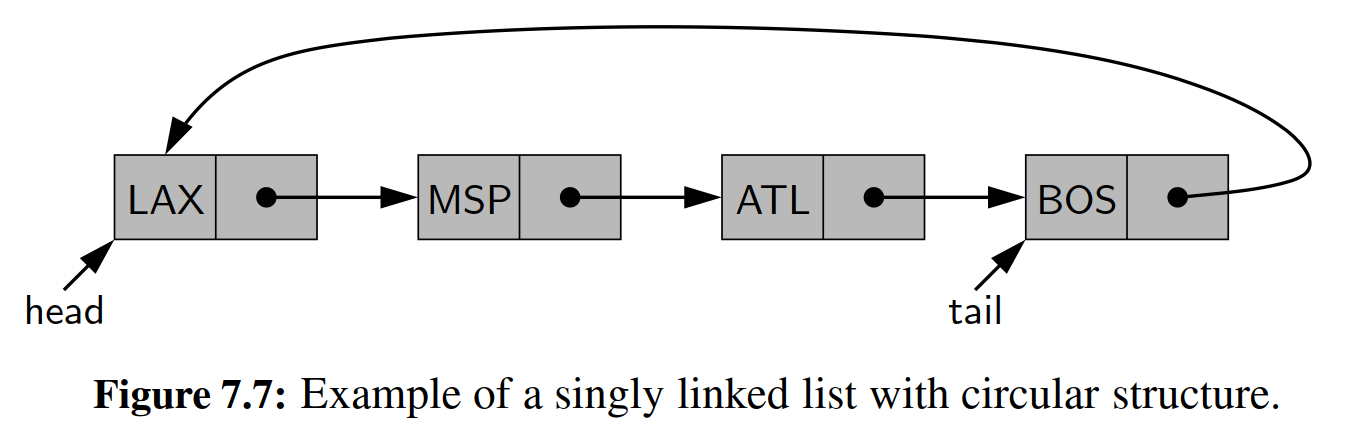 LAX MSP ATL BOS
head tail
Figure 7.7: Example of a singly linked list with circular structure.